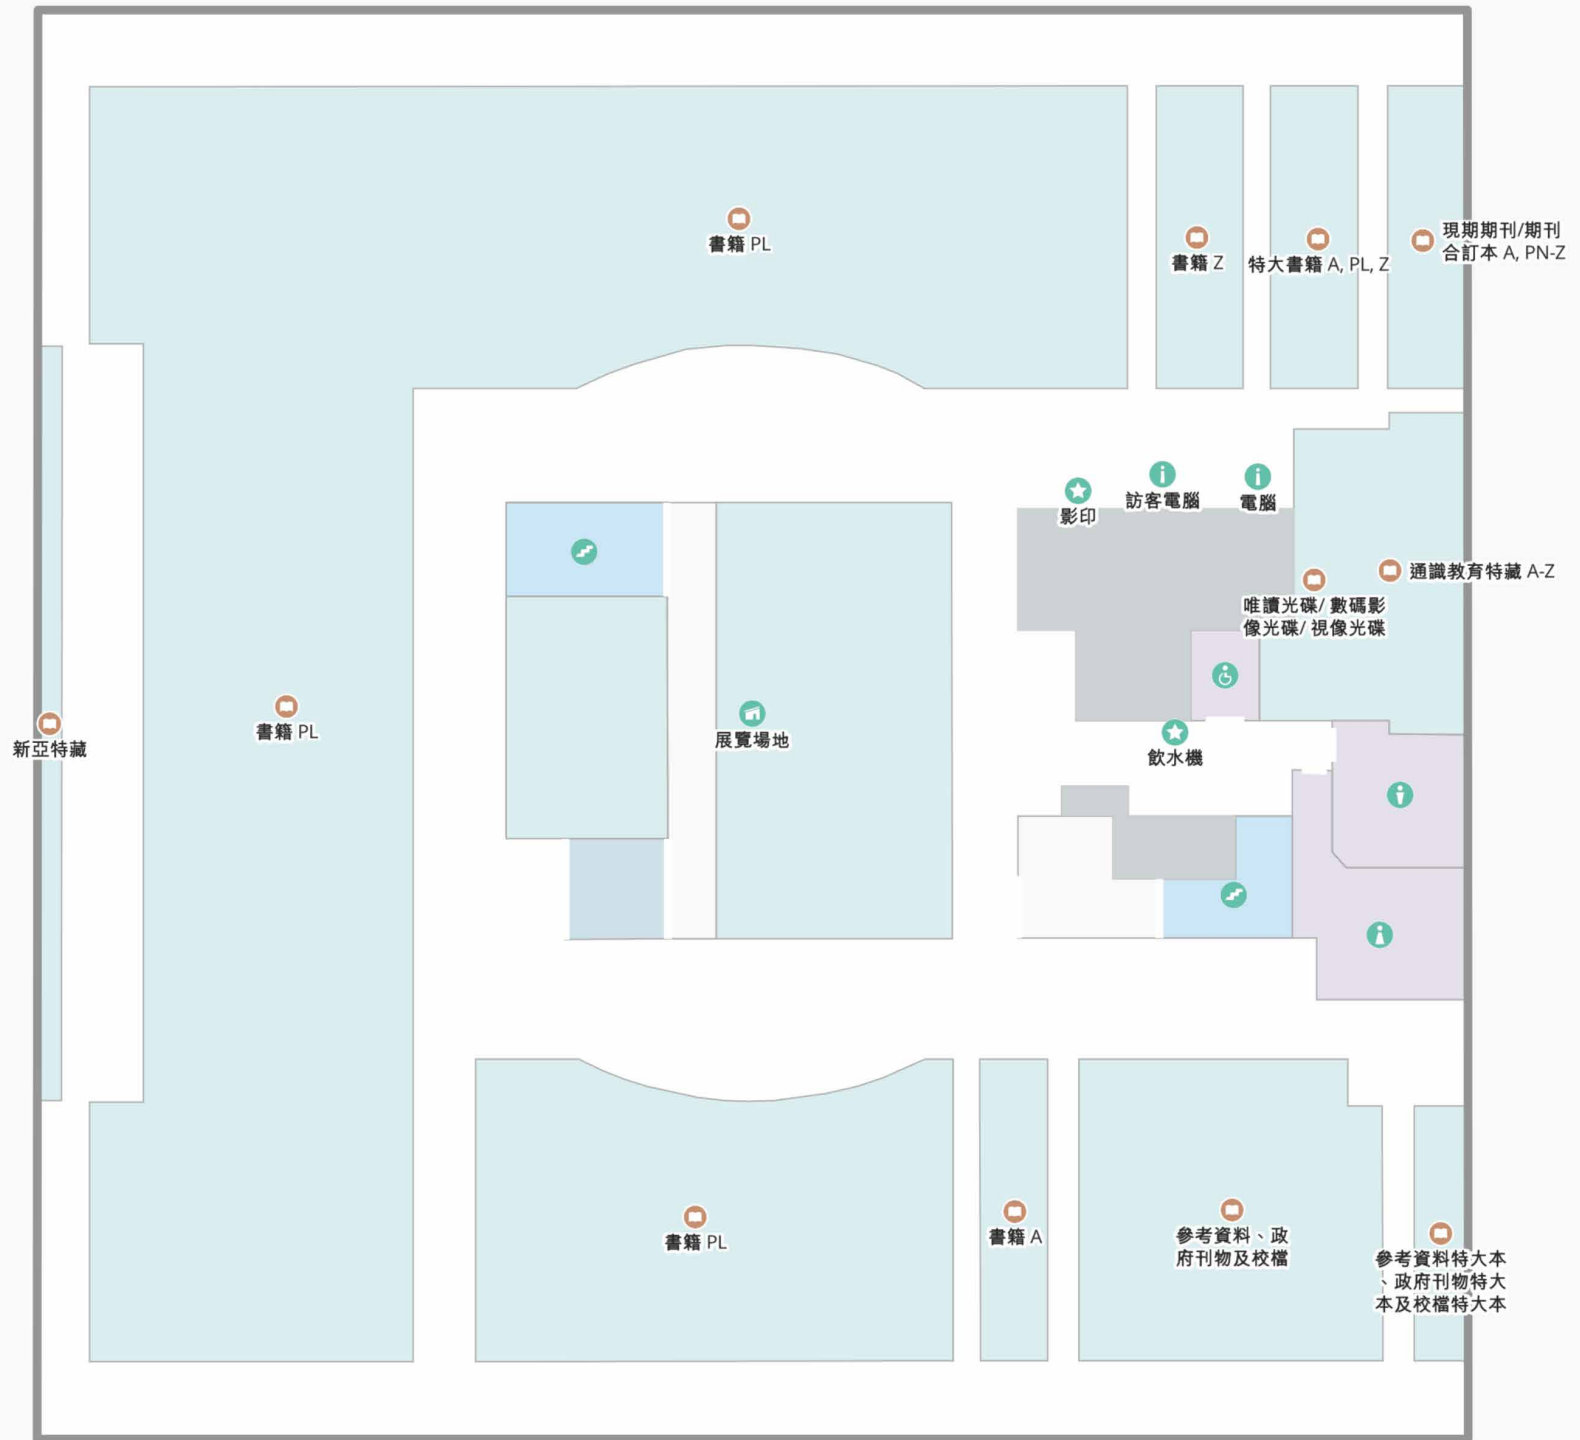 書籍 PL
書籍 Z
特大書籍 A, PL, Z
現期期刊/期刊
合訂本 A, PN-Z
影印
訪客電腦
電腦
通識教育特藏 A-Z
唯讀光碟/ 數碼影
像光碟/ 視像光碟
新亞特藏
書籍 PL
展覽場地
飲水機
書籍 PL
書籍 A
參考資料、政
府刊物及校檔
參考資料特大本
、政府刊物特大
本及校檔特大本